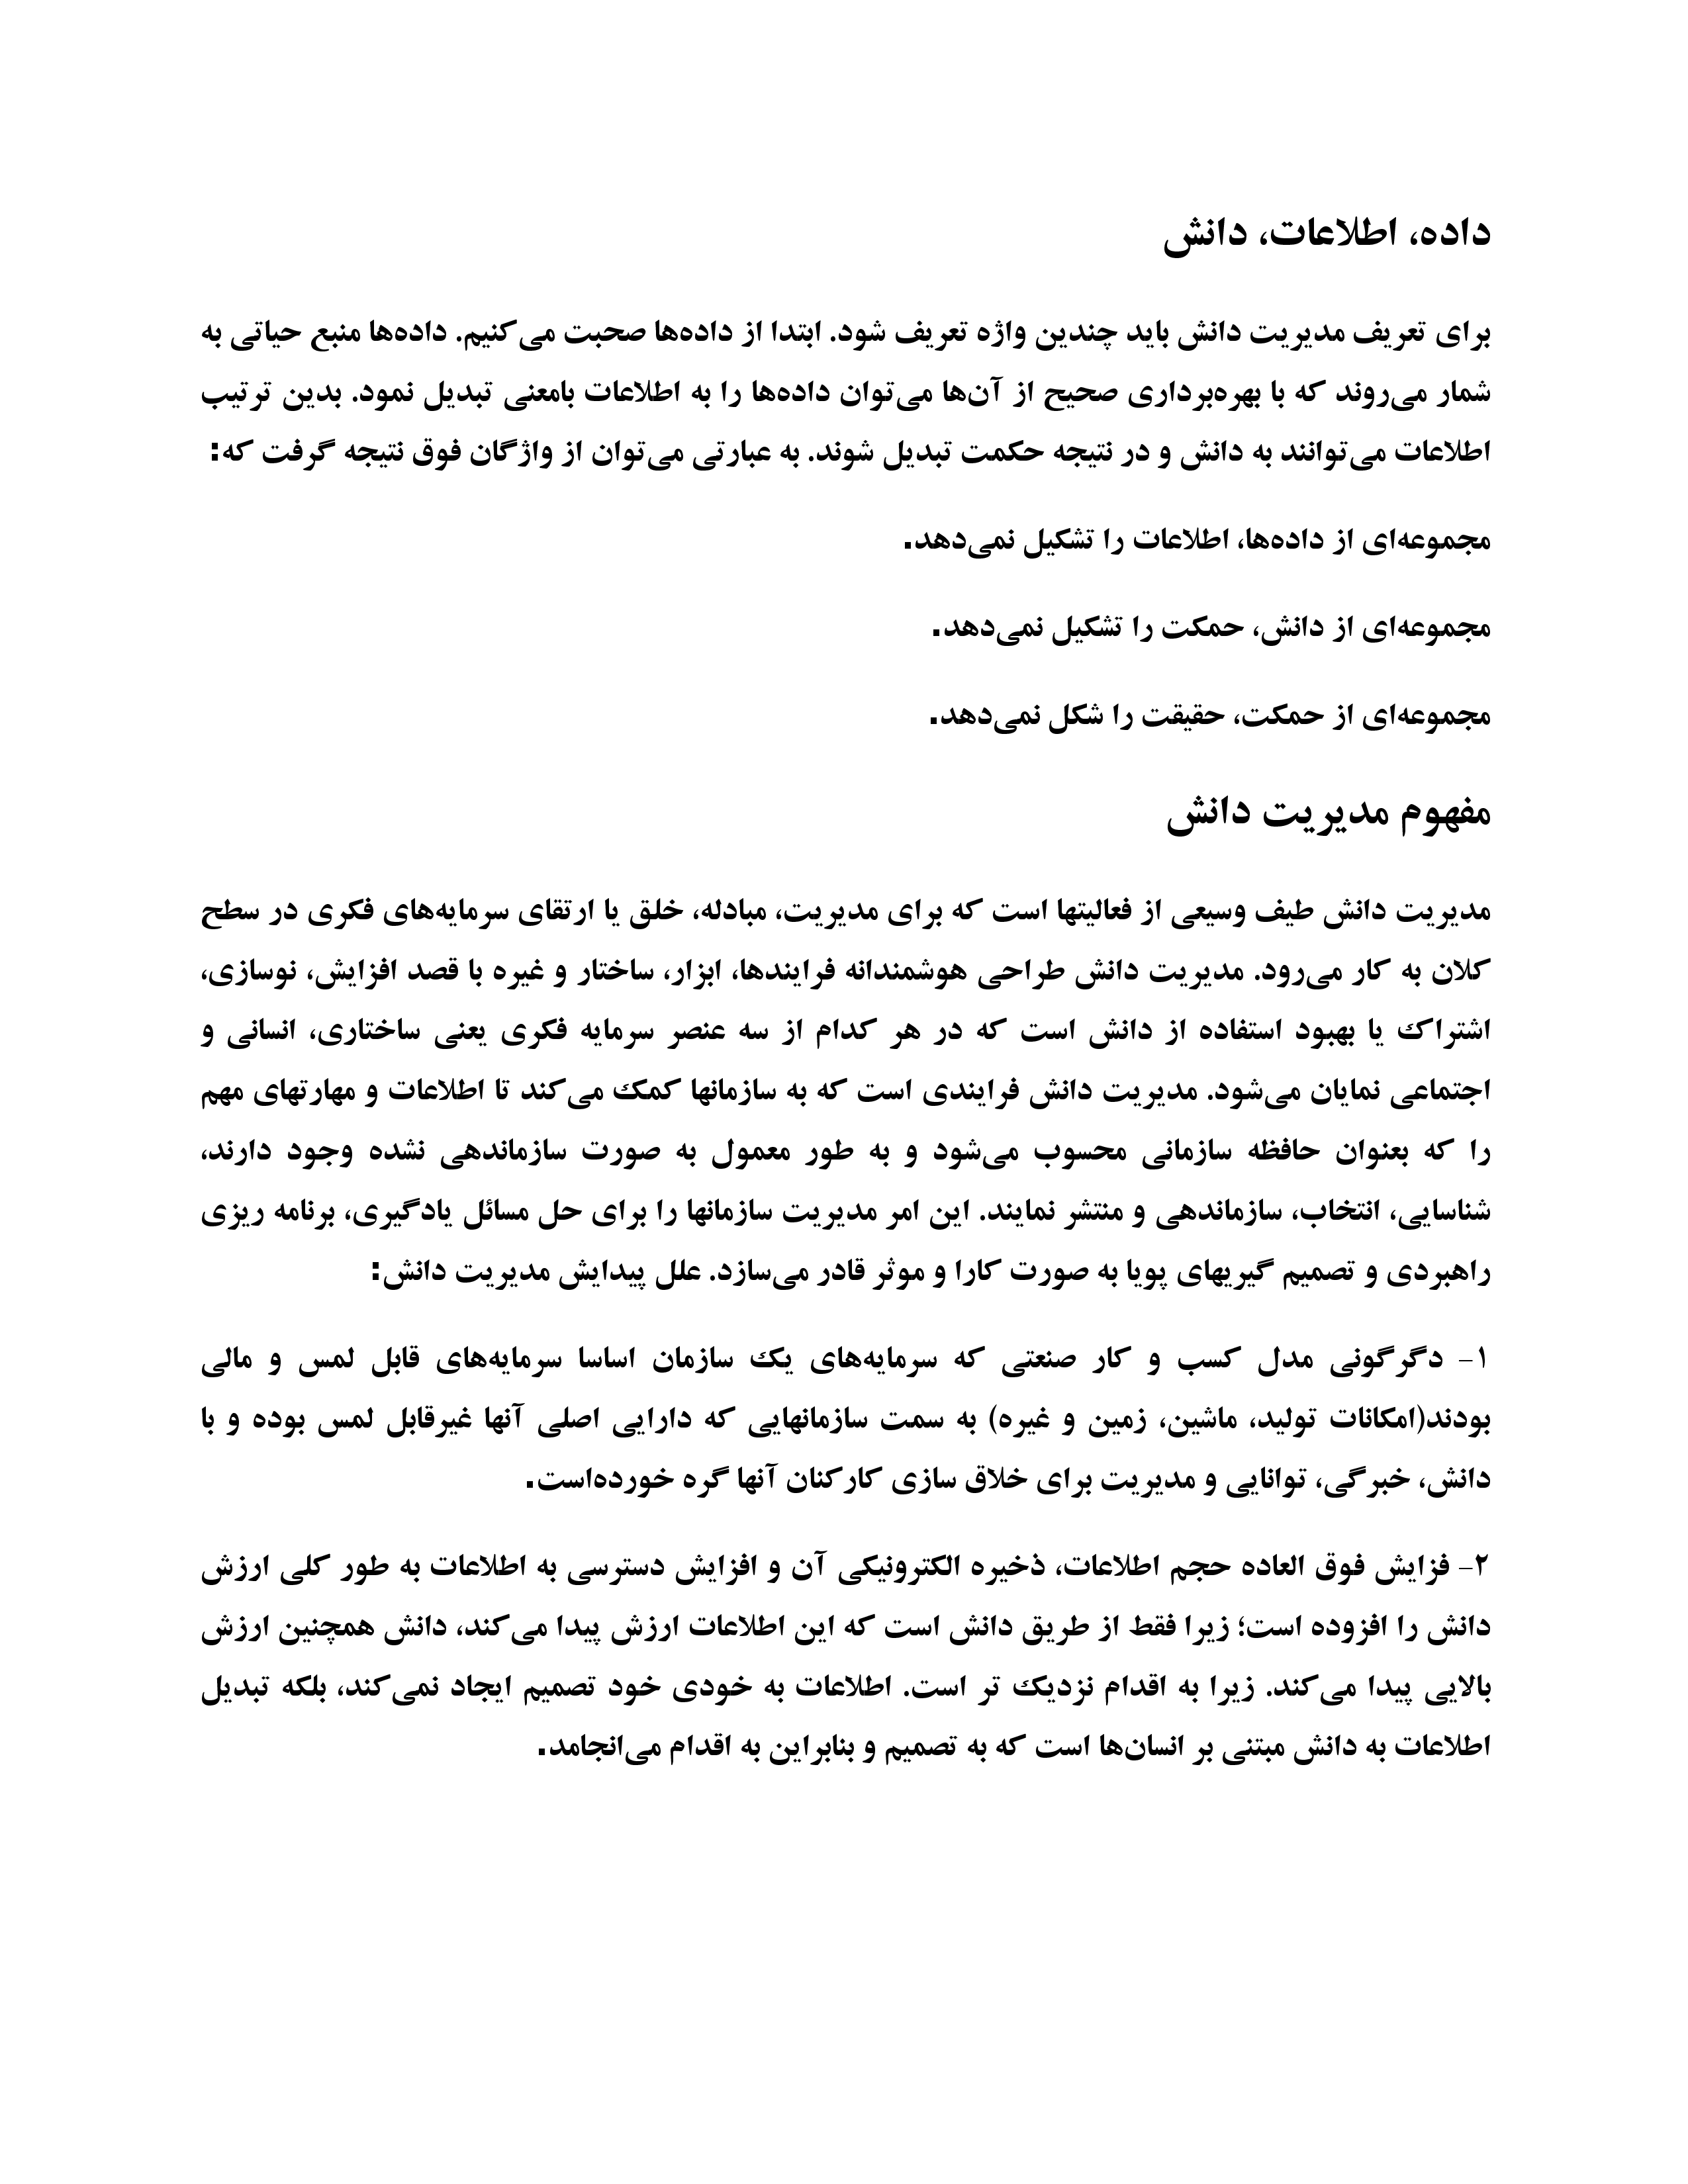 داده، اطلاعات، دانش
برای تعریف مدیریت دانش باید چندین واژه تعریف شود. ابتدا از داده‌ها صحبت می‌کنیم. داده‌ها منبع حیاتی به
شمار می‌روند که با بهره‌برداری صحیح از آن‌ها می‌توان داده‌ها را به اطلاعات بامعنی تبدیل نمود. بدین ترتیب
اطلاعات می‌توانند به دانش و در نتیجه حکمت تبدیل شوند. به عبارتی می‌توان از واژگان فوق نتیجه گرفت که:
مجموعه‌ای از داده‌ها، اطلاعات را تشکیل نمی‌دهد.
مجموعه‌ای از دانش، حمکت را تشکیل نمی‌دهد.
مجموعه‌ای از حمکت، حقیقت را شکل نمی‌دهد.
مفهوم مدیریت دانش
مدیریت دانش طیف وسیعی از فعالیتها است که برای مدیریت، مبادله، خلق یا ارتقای سرمایه‌های فکری در سطح
کلان به کار می‌رود. مدیریت دانش طراحی هوشمندانه فرایندها، ابزار، ساختار و غیره با قصد افزایش، نوسازی،
اشتراک یا بهبود استفاده از دانش است که در هر کدام از سه عنصر سرمایه فکری یعنی ساختاری، انسانی و
اجتماعی نمایان می‌شود. مدیریت دانش فرایندی است که به سازمانها کمک می‌کند تا اطلاعات و مهارتهای مهم
را که بعنوان حافظه سازمانی محسوب می‌شود و به طور معمول به صورت سازماندهی نشده وجود دارند،
شناسایی، انتخاب، سازماندهی و منتشر نمایند. این امر مدیریت سازمانها را برای حل مسائل یادگیری، برنامه ریزی
راهبردی و تصمیم گیریهای پویا به صورت کارا و موثر قادر می‌سازد. علل پیدایش مدیریت دانش:
۱- دگرگونی مدل کسب و کار صنعتی که سرمایه‌های یک سازمان اساسا سرمایه‌های قابل لمس و مالی
بودند(امکانات تولید، ماشین، زمین و غیره) به سمت سازمانهایی که دارایی اصلی آنها غیرقابل لمس بوده و با
دانش، خبرگی، توانایی و مدیریت برای خلاق سازی کارکنان آنها گره خورده‌است.
۲- فزایش فوق العاده حجم اطلاعات، ذخیره الکترونیکی آن و افزایش دسترسی به اطلاعات به طور کلی ارزش
دانش را افزوده است؛ زیرا فقط از طریق دانش است که این اطلاعات ارزش پیدا می‌کند، دانش همچنین ارزش
بالایی پیدا می‌کند. زیرا به اقدام نزدیک تر است. اطلاعات به خودی خود تصمیم ایجاد نمی‌کند، بلکه تبدیل
اطلاعات به دانش مبتنی بر انسان‌ها است که به تصمیم و بنابراین به اقدام می‌انجامد.